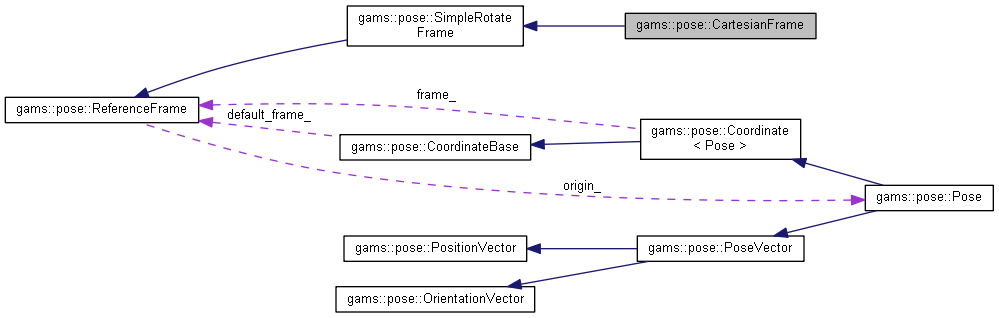 gams::pose::SimpleRotate
Frame
gams::pose::CartesianFrame
gams::pose::ReferenceFrame
frame_
default_frame_
gams::pose::CoordinateBase
gams::pose::Coordinate
< Pose >
origin_
gams::pose::Pose
gams::pose::PositionVector
gams::pose::PoseVector
gams::pose::OrientationVector